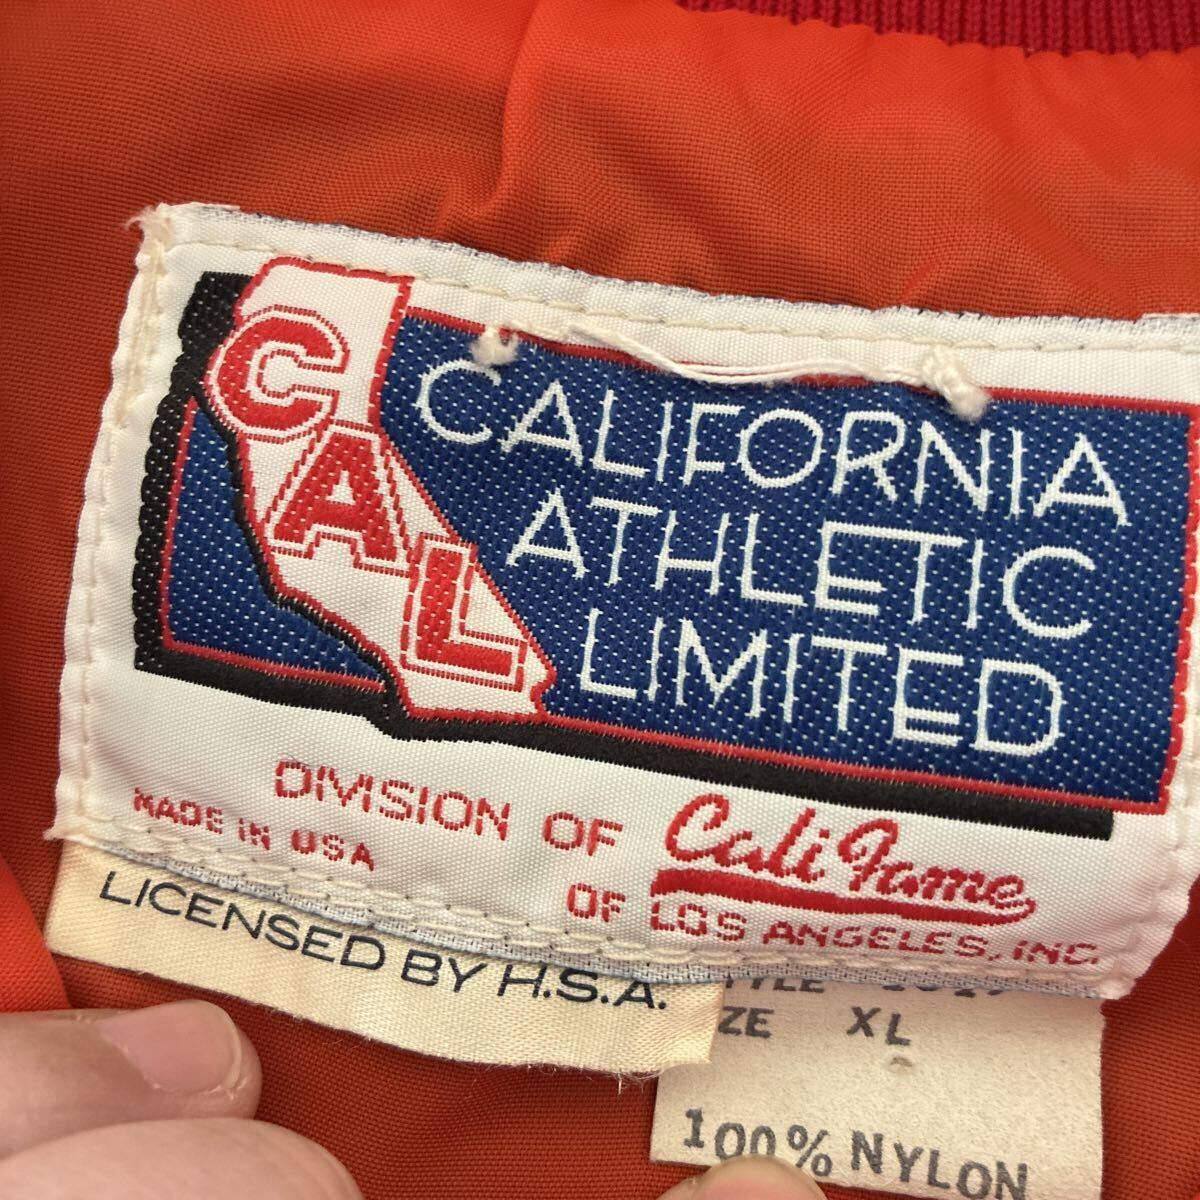 CAL
CALIFORNIA
ATHLETIC
LIMITED
DIVISION OF Cali Fame
MADE IN USA
OF LOS ANGELES, INC.
LICENSED BY H.S.A.
XL
100% NYLON